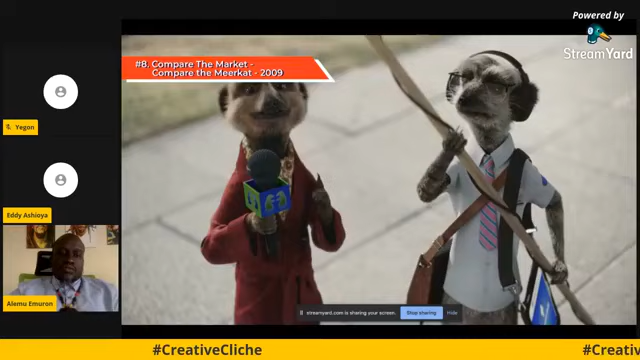 Powered by
StreamYard
#8. Compare The Market -
Compare the Meerkat - 2009
Yegon
Eddy Ashioya
Alemu Emuron
streamyard.com is sharing your screen.
Stop sharing
Hide
#CreativeCliche
#Creati